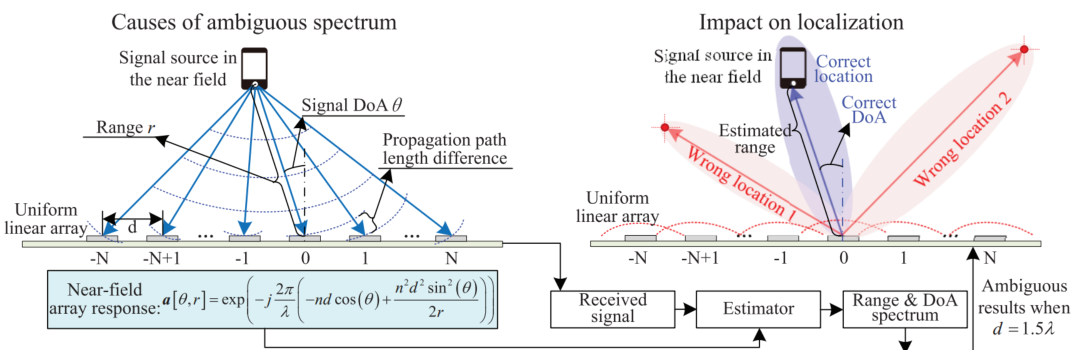 Causes of ambiguous spectrum
Signal source in
the near field
Signal DoA θ
Range r
Propagation path
length difference
Uniform
linear array
d
... ... 
-N -N+1 -1 0 1 N
Near-field
array response: a[θ,r] = exp(-j 2π/λ (-nd cos(θ) + n²d² sin²(θ)/2r))
Impact on localization
Signal source in
the near field
Correct
location
Correct
DoA
Estimated
range
Wrong location 1
Wrong location 2
Uniform
linear array
... ...
-N -N+1 -1 0 1 N
Received
signal
Estimator
Range & DoA
spectrum
Ambiguous
results when
d = 1.5λ